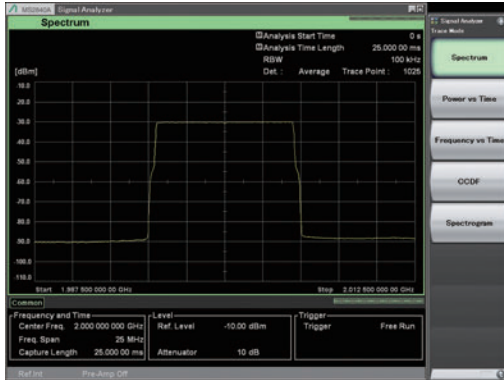 MS2840A Signal Analyzer
Spectrum
Analysis Start Time 0 s
Analysis Time Length 25.000 00 ms
RBW 100 kHz
Det. : Average Trace Point : 1025
[dBm]
-30.0
-40.0
-50.0
-60.0
-70.0
-80.0
-90.0
-100.0
-110.0
Start 1.987 500 000 00 GHz Stop 2.012 500 000 00 GHz
Common
Frequency and Time
Center Freq. 2.000 000 000 GHz
Freq. Span 25 MHz
Capture Length 25.000 00 ms
Level
Ref. Level -10.00 dBm
Attenuator 10 dB
Trigger
Trigger Free Run
Ref.Int Pre-Amp Off
Signal Analyzer
Trace Mode
Spectrum
Power vs Time
Frequency vs Time
CCDF
Spectrogram